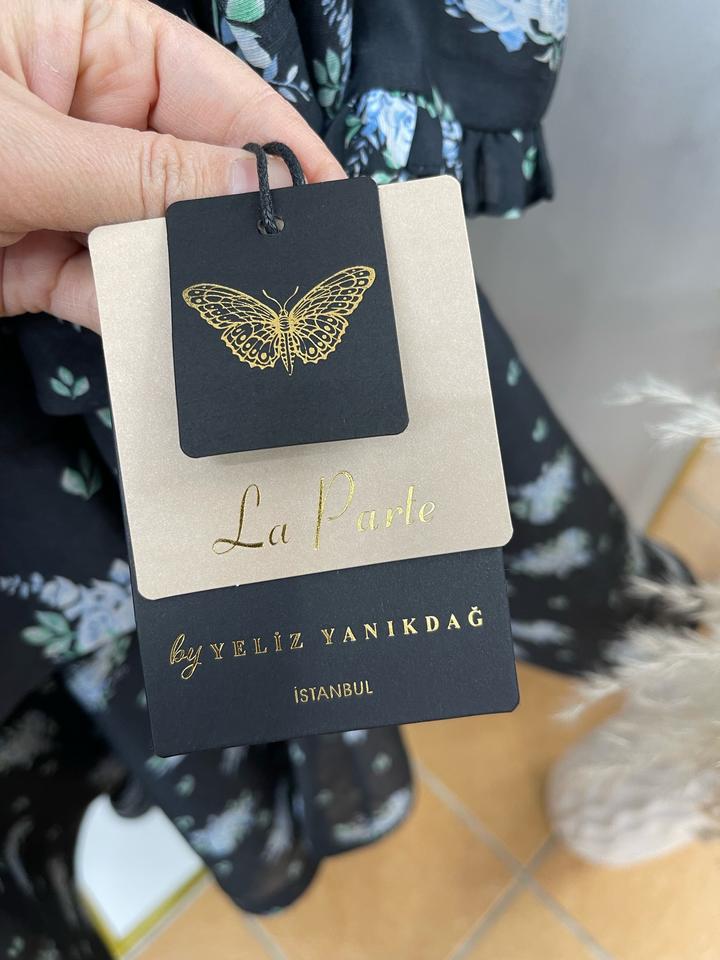 La Parte
by YELİZ YANIKDAĞ
İSTANBUL